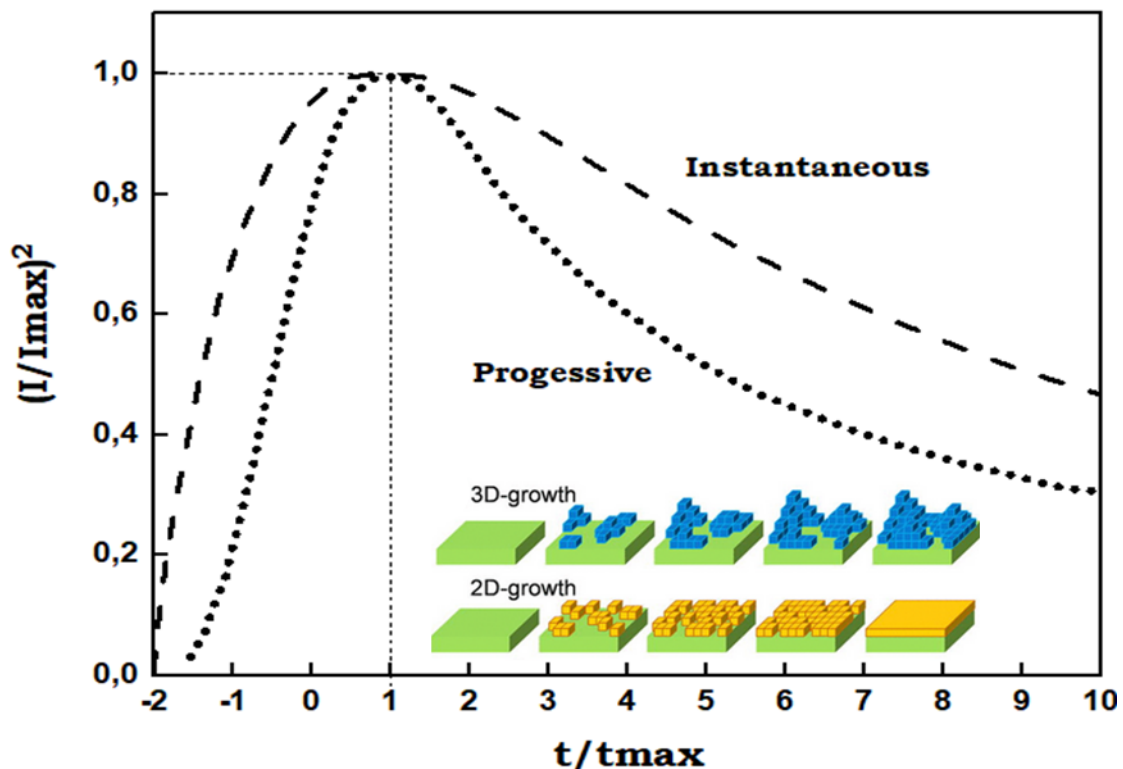 (I/Imax)²
1,0
0,8
0,6
0,4
0,2
0,0
Instantaneous
Progessive
3D-growth
2D-growth
-2 -1 0 1 2 3 4 5 6 7 8 9 10
t/tmax